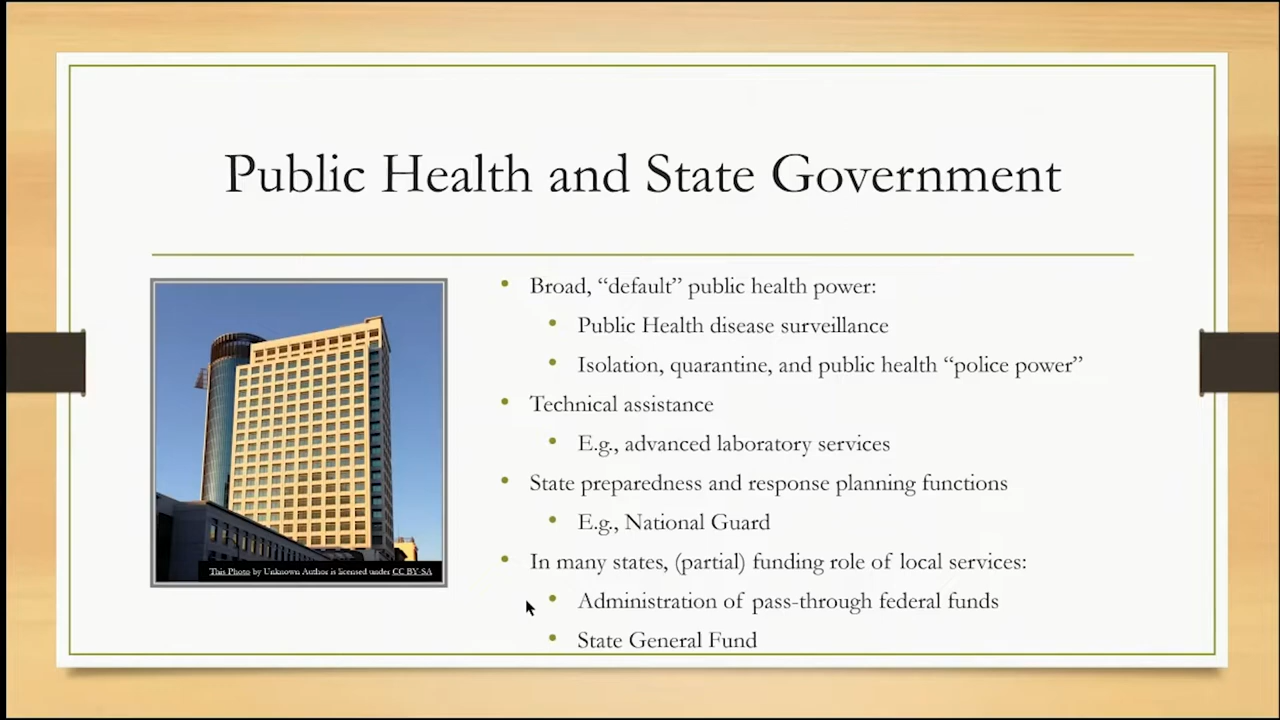 Public Health and State Government
This Photo by Unknown Author is licensed under CC BY-SA
Broad, “default” public health power:
Public Health disease surveillance
Isolation, quarantine, and public health “police power”
Technical assistance
E.g., advanced laboratory services
State preparedness and response planning functions
E.g., National Guard
In many states, (partial) funding role of local services:
Administration of pass-through federal funds
State General Fund